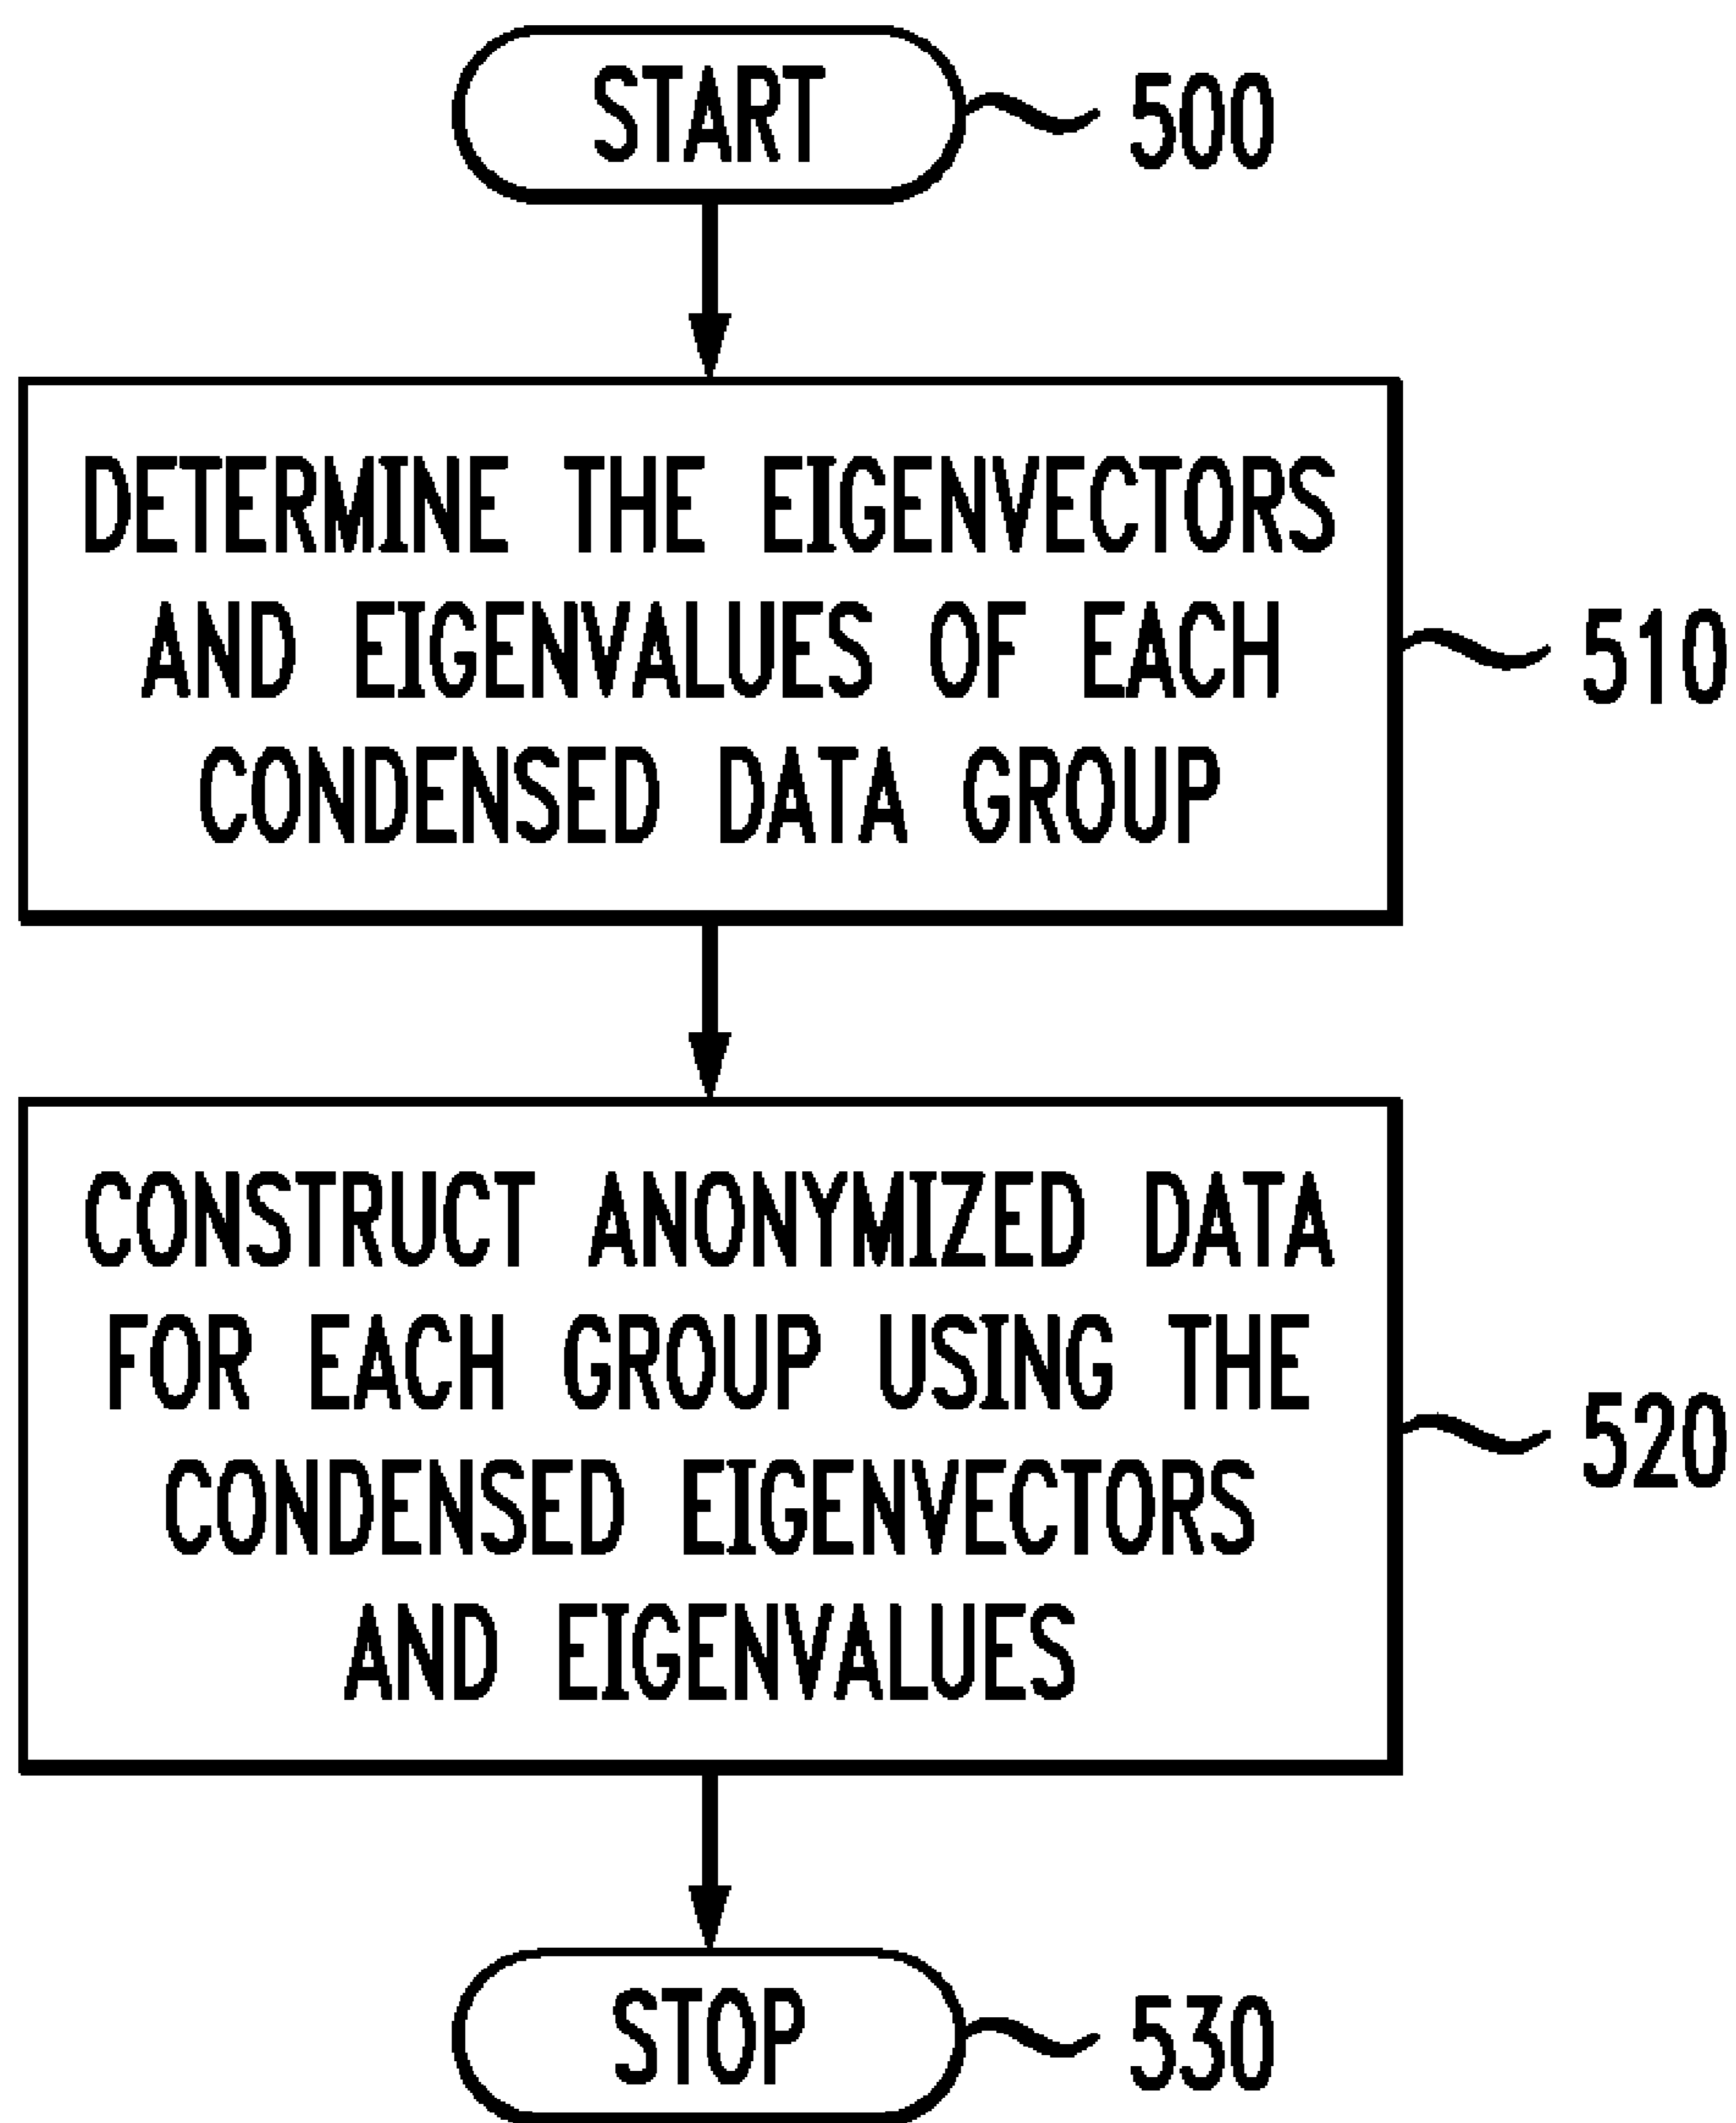 START
500
DETERMINE THE EIGENVECTORS
AND EIGENVALUES OF EACH
CONDENSED DATA GROUP
510
CONSTRUCT ANONYMIZED DATA
FOR EACH GROUP USING THE
CONDENSED EIGENVECTORS
AND EIGENVALUES
520
STOP
530